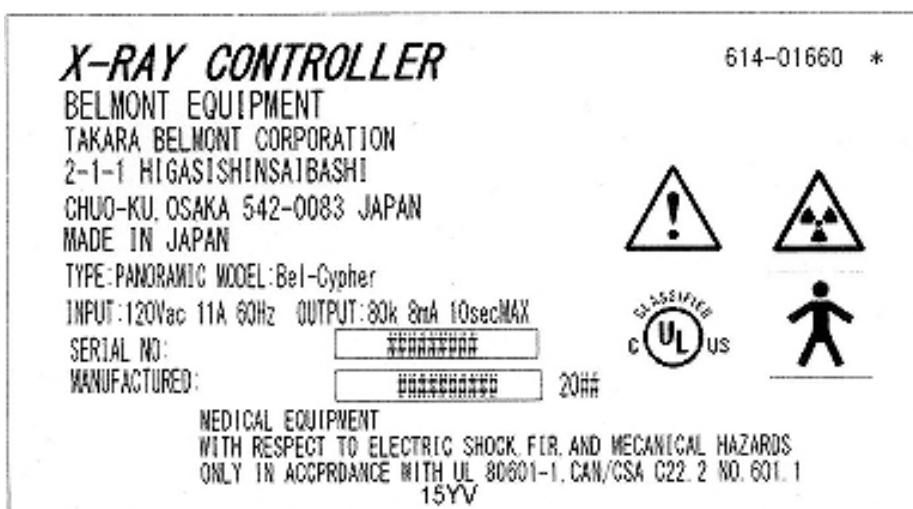 X-RAY CONTROLLER
614-01660 *
BELMONT EQUIPMENT
TAKARA BELMONT CORPORATION
2-1-1 HIGASISHINSAIBASHI
CHUO-KU, OSAKA 542-0083 JAPAN
MADE IN JAPAN
TYPE:PANORAMIC MODEL:Bel-Cypher
INPUT:120Vac 11A 60Hz OUTPUT:80k 8mA 10secMAX
SERIAL NO: #########
MANUFACTURED: ########## 20##
CLASSIFIED
C UL US
MEDICAL EQUIPMENT
WITH RESPECT TO ELECTRIC SHOCK, FIR, AND MECANICAL HAZARDS
ONLY IN ACCPRDANCE WITH UL 80601-1, CAN/CSA C22.2 NO.601.1
15YV